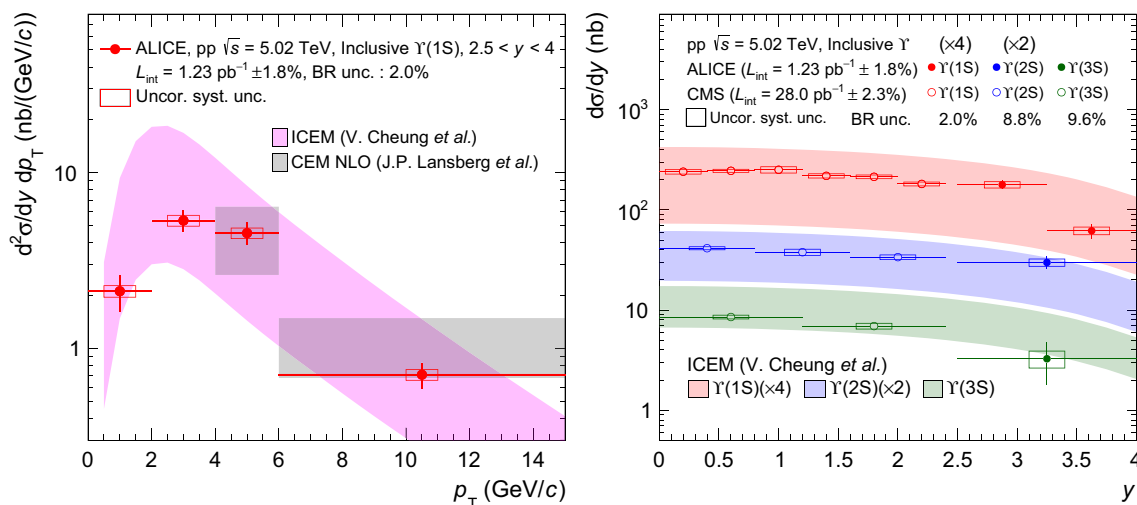 ALICE, pp √s = 5.02 TeV, Inclusive ϒ(1S), 2.5 < y < 4
L_int = 1.23 pb⁻¹ ±1.8%, BR unc. : 2.0%
Uncor. syst. unc.
ICEM (V. Cheung et al.)
CEM NLO (J.P. Lansberg et al.)
d²σ/dy dp_T (nb/(GeV/c))
10
1
0 2 4 6 8 10 12 14
p_T (GeV/c)
dσ/dy (nb)
pp √s = 5.02 TeV, Inclusive ϒ (×4) (×2)
ALICE (L_int = 1.23 pb⁻¹ ± 1.8%) ϒ(1S) ϒ(2S) ϒ(3S)
CMS (L_int = 28.0 pb⁻¹ ± 2.3%) ϒ(1S) ϒ(2S) ϒ(3S)
Uncor. syst. unc. BR unc. 2.0% 8.8% 9.6%
10³
10²
10
1
ICEM (V. Cheung et al.)
ϒ(1S)(×4) ϒ(2S)(×2) ϒ(3S)
0 0.5 1 1.5 2 2.5 3 3.5 4
y